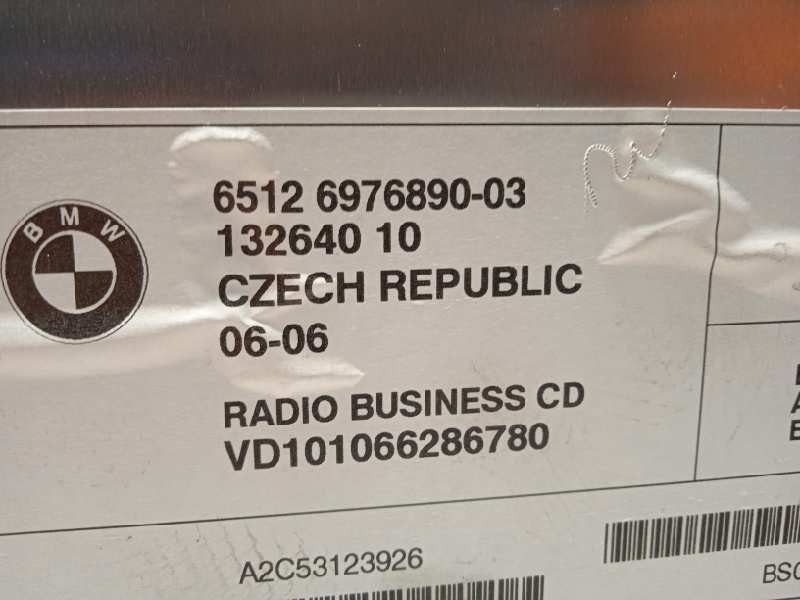 BMW
6512 6976890-03
132640 10
CZECH REPUBLIC
06-06
RADIO BUSINESS CD
VD101066286780
A2C53123926